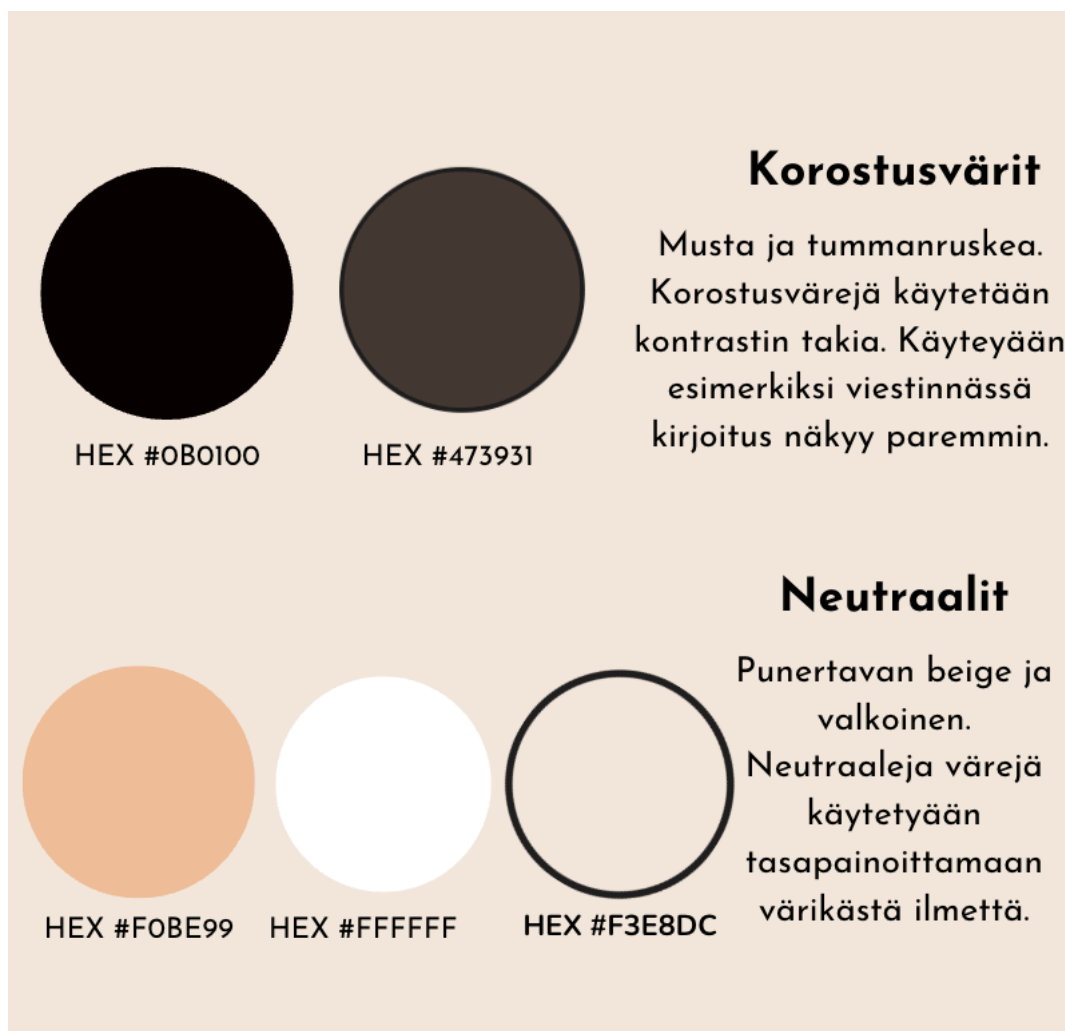 Korostusvärit
Musta ja tummanruskea.
Korostusvärejä käytetään
kontrastin takia. Käyteyään
esimerkiksi viestinnässä
kirjoitus näkyy paremmin.
HEX #0B0100
HEX #473931
Neutraalit
Punertavan beige ja
valkoinen.
Neutraaleja värejä
käytetyään
tasapainoittamaan
värikästä ilmettä.
HEX #F0BE99
HEX #FFFFFF
HEX #F3E8DC